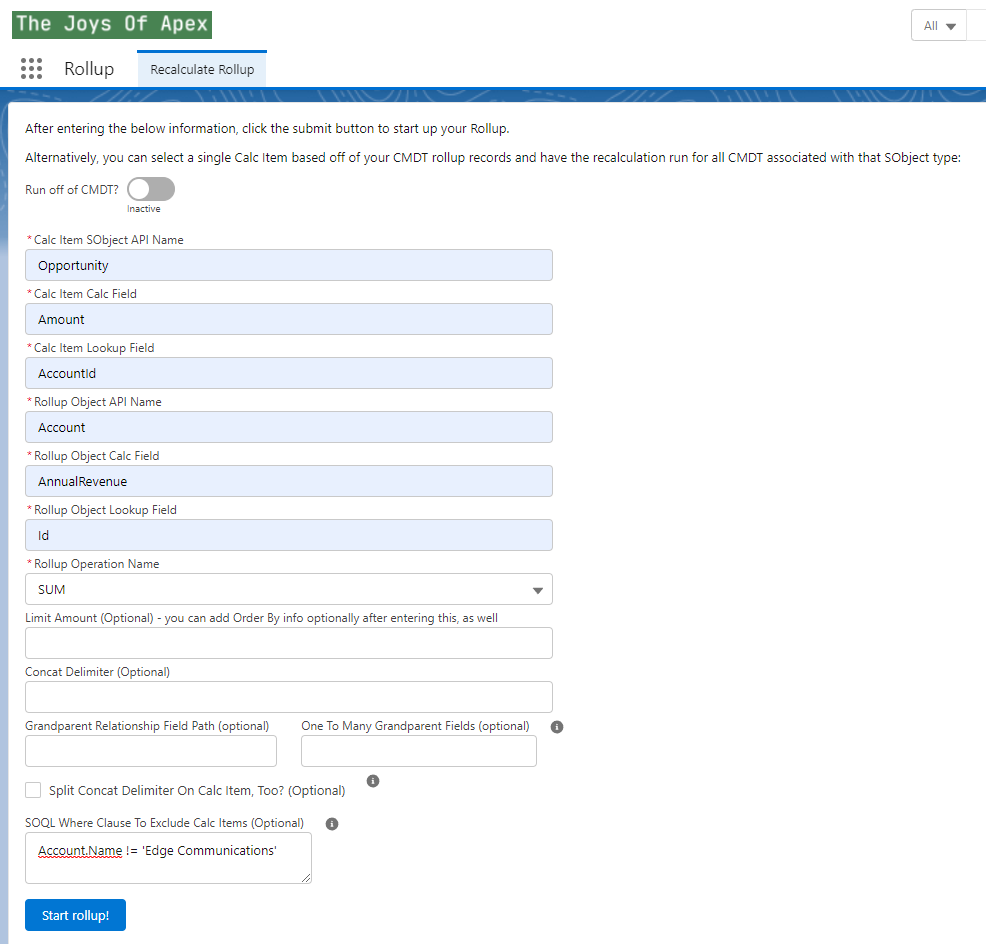 The Joys Of Apex
All
Rollup
Recalculate Rollup
After entering the below information, click the submit button to start up your Rollup.
Alternatively, you can select a single Calc Item based off of your CMDT rollup records and have the recalculation run for all CMDT associated with that SObject type:
Run off of CMDT?
Inactive
*Calc Item SObject API Name
Opportunity
*Calc Item Calc Field
Amount
*Calc Item Lookup Field
AccountId
*Rollup Object API Name
Account
*Rollup Object Calc Field
AnnualRevenue
*Rollup Object Lookup Field
Id
*Rollup Operation Name
SUM
Limit Amount (Optional) - you can add Order By info optionally after entering this, as well
Concat Delimiter (Optional)
Grandparent Relationship Field Path (optional)
One To Many Grandparent Fields (optional)
Split Concat Delimiter On Calc Item, Too? (Optional)
SOQL Where Clause To Exclude Calc Items (Optional)
Account.Name != 'Edge Communications'
Start rollup!